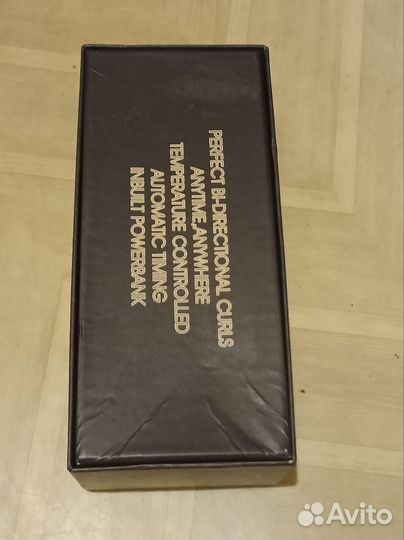 PERFECT BI-DIRECTIONAL CURLS
ANYTIME,ANYWHERE
TEMPERATURE CONTROLLED
AUTOMATIC TIMING
INBUILT POWERBANK
Avito